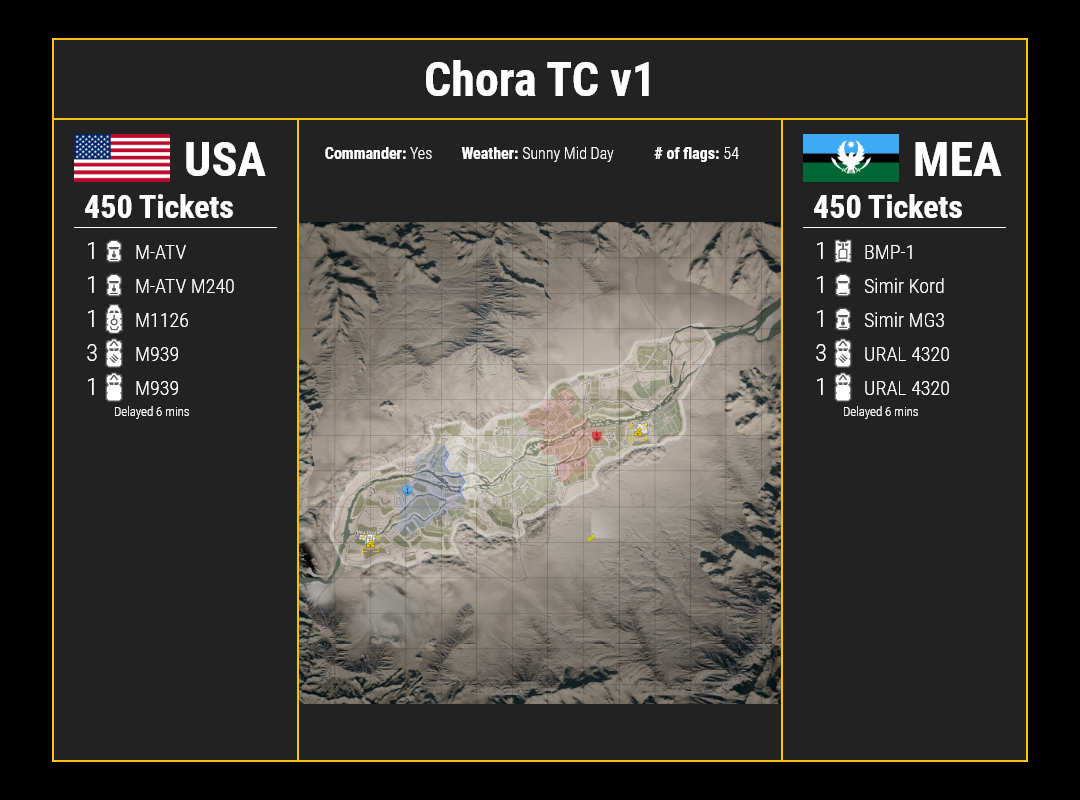 Chora TC v1
USA
450 Tickets
1 M-ATV
1 M-ATV M240
1 M1126
3 M939
1 M939
Delayed 6 mins
Commander: Yes Weather: Sunny Mid Day # of flags: 54
MEA
450 Tickets
1 BMP-1
1 Simir Kord
1 Simir MG3
3 URAL 4320
1 URAL 4320
Delayed 6 mins